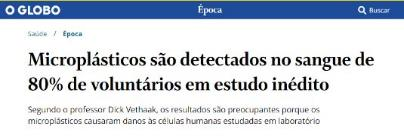 O GLOBO Época Buscar
Saúde / Época
Microplásticos são detectados no sangue de
80% de voluntários em estudo inédito
Segundo o professor Dick Vethaak, os resultados são preocupantes porque os
microplásticos causaram danos às células humanas estudadas em laboratório